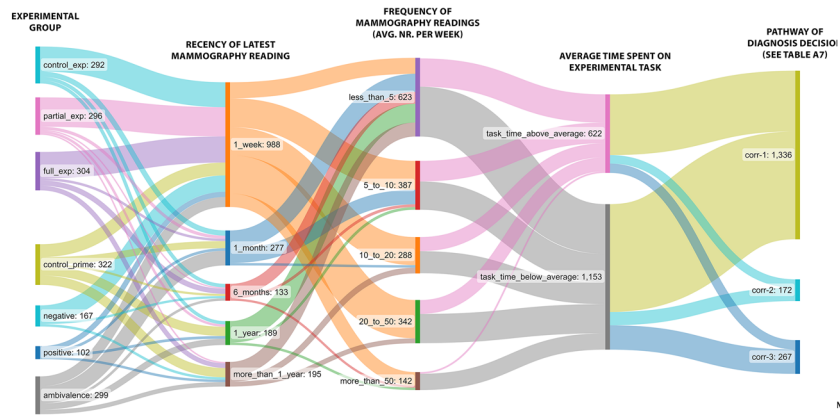 EXPERIMENTAL
GROUP
RECENCY OF LATEST
MAMMOGRAPHY READING
FREQUENCY OF
MAMMOGRAPHY READINGS
(AVG. NR. PER WEEK)
AVERAGE TIME SPENT ON
EXPERIMENTAL TASK
PATHWAY OF
DIAGNOSIS DECISIO
(SEE TABLE A7)
control_exp: 292
partial_exp: 296
full_exp: 304
control_prime: 322
negative: 167
positive: 102
ambivalence: 299
1_week: 988
1_month: 277
6_months: 133
1_year: 189
more_than_1_year: 195
less_than_5: 623
5_to_10: 387
10_to_20: 288
20_to_50: 342
more_than_50: 142
task_time_above_average: 622
task_time_below_average: 1,153
corr-1: 1,336
corr-2: 172
corr-3: 267